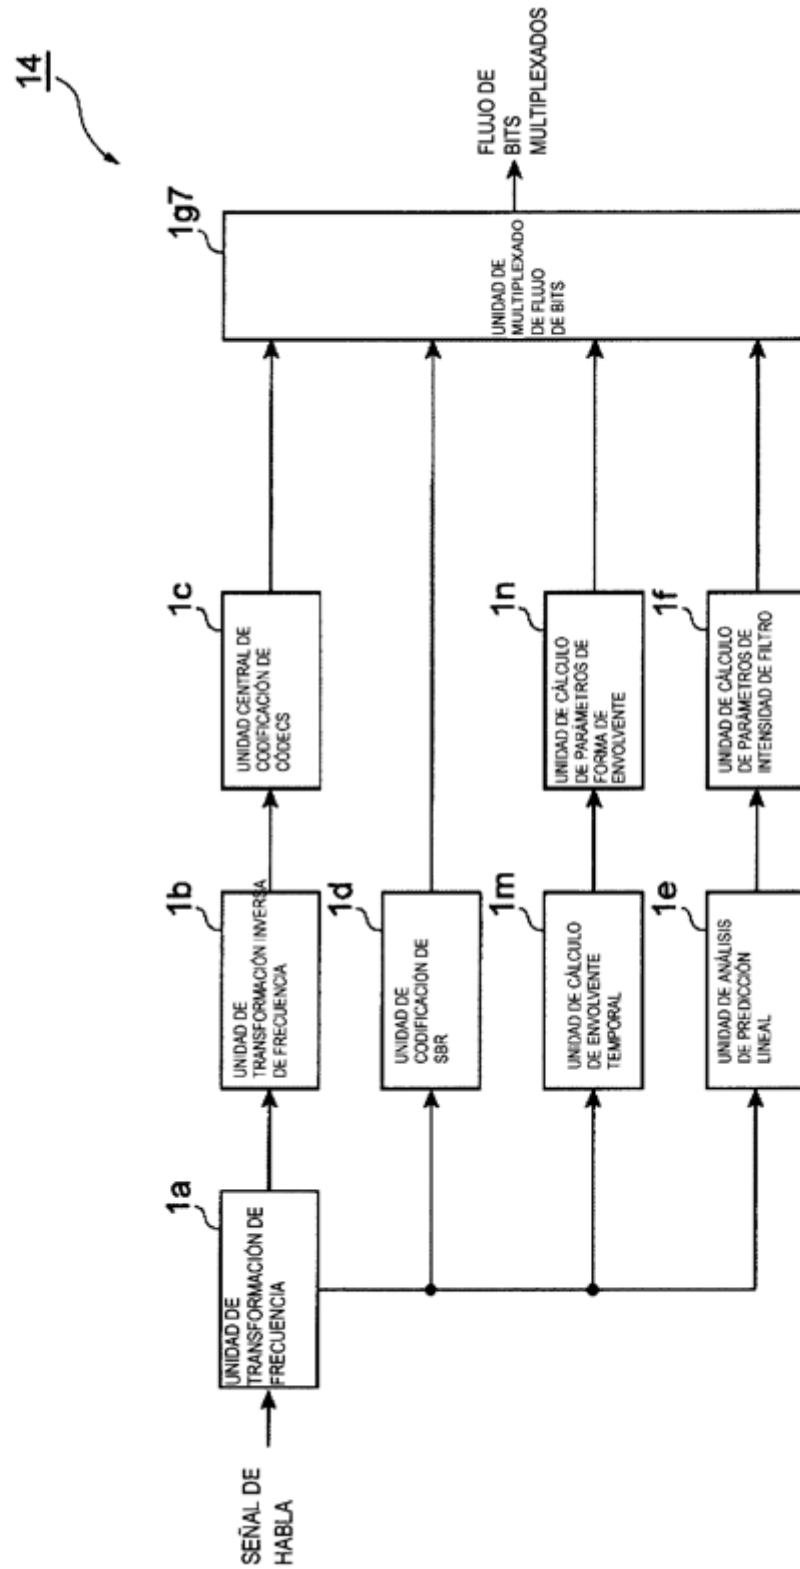 14
SEÑAL DE
HABLA
1a
UNIDAD DE
TRANSFORMACIÓN DE
FRECUENCIA
1b
UNIDAD DE
TRANSFORMACIÓN INVERSA
DE FRECUENCIA
1c
UNIDAD CENTRAL DE
CODIFICACIÓN DE
CÓDECS
1d
UNIDAD DE
CODIFICACIÓN DE
SBR
1m
UNIDAD DE CÁLCULO
DE ENVOLVENTE
TEMPORAL
1n
UNIDAD DE CÁLCULO
DE PARÁMETROS DE
FORMA DE
ENVOLVENTE
1e
UNIDAD DE ANÁLISIS
DE PREDICCIÓN
LINEAL
1f
UNIDAD DE CÁLCULO
DE PARÁMETROS DE
INTENSIDAD DE FILTRO
1g7
UNIDAD DE
MULTIPLEXADO
DE FLUJO
DE BITS
FLUJO DE
BITS
MULTIPLEXADOS